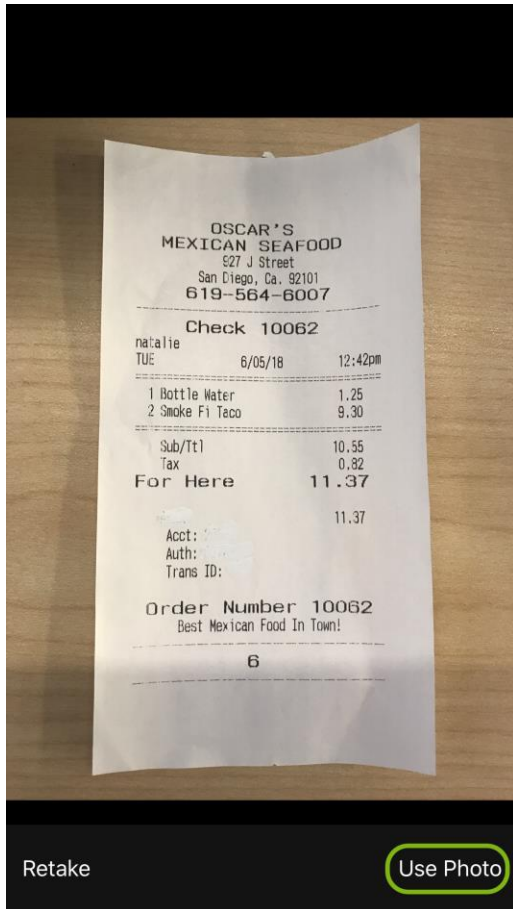 OSCAR'S
MEXICAN SEAFOOD
927 J Street
San Diego, Ca. 92101
619-564-6007
Check 10062
natalie
TUE 6/05/18 12:42pm
1 Bottle Water 1.25
2 Smoke Fi Taco 9.30
Sub/Ttl 10.55
Tax 0.82
For Here 11.37
11.37
Acct:
Auth:
Trans ID:
Order Number 10062
Best Mexican Food In Town!
6
Retake Use Photo